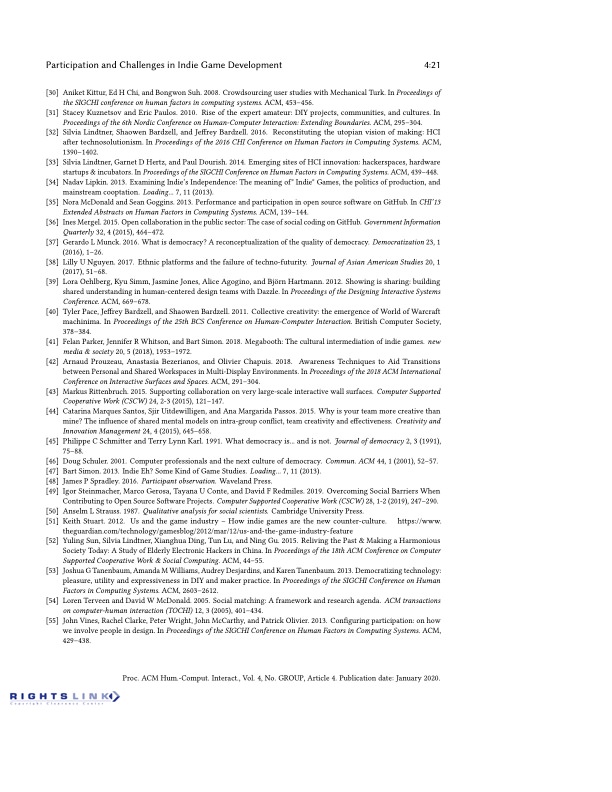 Participation and Challenges in Indie Game Development 4:21
[30] Aniket Kittur, Ed H Chi, and Bongwon Suh. 2008. Crowdsourcing user studies with Mechanical Turk. In Proceedings of
the SIGCHI conference on human factors in computing systems. ACM, 453–456.
[31] Stacey Kuznetsov and Eric Paulos. 2010. Rise of the expert amateur: DIY projects, communities, and cultures. In
Proceedings of the 6th Nordic Conference on Human-Computer Interaction: Extending Boundaries. ACM, 295–304.
[32] Silvia Lindtner, Shaowen Bardzell, and Jeffrey Bardzell. 2016. Reconstituting the utopian vision of making: HCI
after technosolutionism. In Proceedings of the 2016 CHI Conference on Human Factors in Computing Systems. ACM,
1390–1402.
[33] Silvia Lindtner, Garnet D Hertz, and Paul Dourish. 2014. Emerging sites of HCI innovation: hackerspaces, hardware
startups & incubators. In Proceedings of the SIGCHI Conference on Human Factors in Computing Systems. ACM, 439–448.
[34] Nadav Lipkin. 2013. Examining Indie's Independence: The meaning of" Indie" Games, the politics of production, and
mainstream cooptation. Loading... 7, 11 (2013).
[35] Nora McDonald and Sean Goggins. 2013. Performance and participation in open source software on GitHub. In CHI'13
Extended Abstracts on Human Factors in Computing Systems. ACM, 139–144.
[36] Ines Mergel. 2015. Open collaboration in the public sector: The case of social coding on GitHub. Government Information
Quarterly 32, 4 (2015), 464–472.
[37] Gerardo L Munck. 2016. What is democracy? A reconceptualization of the quality of democracy. Democratization 23, 1
(2016), 1–26.
[38] Lilly U Nguyen. 2017. Ethnic platforms and the failure of techno-futurity. Journal of Asian American Studies 20, 1
(2017), 51–68.
[39] Lora Oehlberg, Kyu Simm, Jasmine Jones, Alice Agogino, and Björn Hartmann. 2012. Showing is sharing: building
shared understanding in human-centered design teams with Dazzle. In Proceedings of the Designing Interactive Systems
Conference. ACM, 669–678.
[40] Tyler Pace, Jeffrey Bardzell, and Shaowen Bardzell. 2011. Collective creativity: the emergence of World of Warcraft
machinima. In Proceedings of the 25th BCS Conference on Human-Computer Interaction. British Computer Society,
378–384.
[41] Felan Parker, Jennifer R Whitson, and Bart Simon. 2018. Megabooth: The cultural intermediation of indie games. new
media & society 20, 5 (2018), 1953–1972.
[42] Arnaud Prouzeau, Anastasia Bezerianos, and Olivier Chapuis. 2018. Awareness Techniques to Aid Transitions
between Personal and Shared Workspaces in Multi-Display Environments. In Proceedings of the 2018 ACM International
Conference on Interactive Surfaces and Spaces. ACM, 291–304.
[43] Markus Rittenbruch. 2015. Supporting collaboration on very large-scale interactive wall surfaces. Computer Supported
Cooperative Work (CSCW) 24, 2-3 (2015), 121–147.
[44] Catarina Marques Santos, Sjir Uitdewilligen, and Ana Margarida Passos. 2015. Why is your team more creative than
mine? The influence of shared mental models on intra-group conflict, team creativity and effectiveness. Creativity and
Innovation Management 24, 4 (2015), 645–658.
[45] Philippe C Schmitter and Terry Lynn Karl. 1991. What democracy is... and is not. Journal of democracy 2, 3 (1991),
75–88.
[46] Doug Schuler. 2001. Computer professionals and the next culture of democracy. Commun. ACM 44, 1 (2001), 52–57.
[47] Bart Simon. 2013. Indie Eh? Some Kind of Game Studies. Loading... 7, 11 (2013).
[48] James P Spradley. 2016. Participant observation. Waveland Press.
[49] Igor Steinmacher, Marco Gerosa, Tayana U Conte, and David F Redmiles. 2019. Overcoming Social Barriers When
Contributing to Open Source Software Projects. Computer Supported Cooperative Work (CSCW) 28, 1-2 (2019), 247–290.
[50] Anselm L Strauss. 1987. Qualitative analysis for social scientists. Cambridge University Press.
[51] Keith Stuart. 2012. Us and the game industry – How indie games are the new counter-culture. https://www.
theguardian.com/technology/gamesblog/2012/mar/12/us-and-the-game-industry-feature
[52] Yuling Sun, Silvia Lindtner, Xianghua Ding, Tun Lu, and Ning Gu. 2015. Reliving the Past & Making a Harmonious
Society Today: A Study of Elderly Electronic Hackers in China. In Proceedings of the 18th ACM Conference on Computer
Supported Cooperative Work & Social Computing. ACM, 44–55.
[53] Joshua G Tanenbaum, Amanda M Williams, Audrey Desjardins, and Karen Tanenbaum. 2013. Democratizing technology:
pleasure, utility and expressiveness in DIY and maker practice. In Proceedings of the SIGCHI Conference on Human
Factors in Computing Systems. ACM, 2603–2612.
[54] Loren Terveen and David W McDonald. 2005. Social matching: A framework and research agenda. ACM transactions
on computer-human interaction (TOCHI) 12, 3 (2005), 401–434.
[55] John Vines, Rachel Clarke, Peter Wright, John McCarthy, and Patrick Olivier. 2013. Configuring participation: on how
we involve people in design. In Proceedings of the SIGCHI Conference on Human Factors in Computing Systems. ACM,
429–438.
Proc. ACM Hum.-Comput. Interact., Vol. 4, No. GROUP, Article 4. Publication date: January 2020.
RIGHTSLINK
Copyright Clearance Center